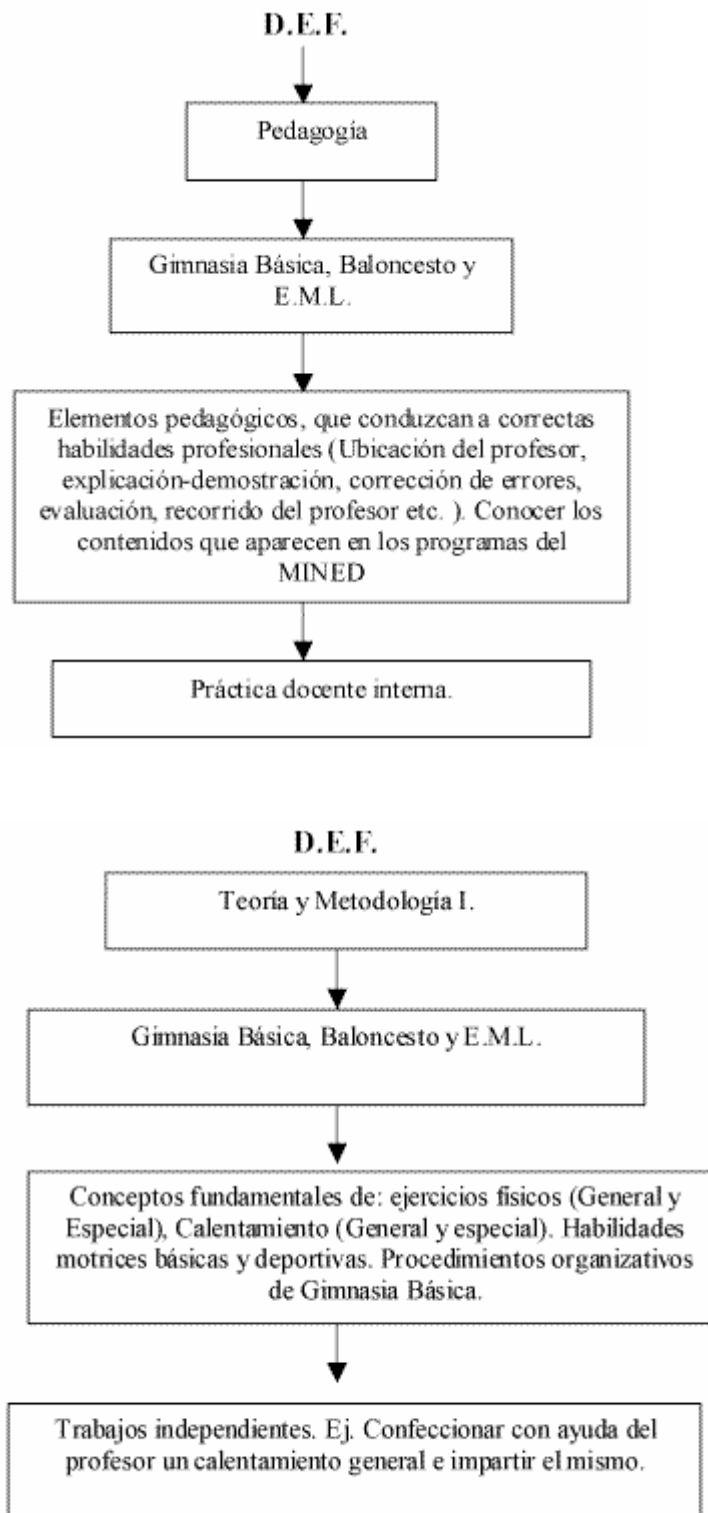 D.E.F.
Pedagogía
Gimnasia Básica, Baloncesto y
E.M.L.
Elementos pedagógicos, que conduzcan a correctas
habilidades profesionales (Ubicación del profesor,
explicación-demostración, corrección de errores,
evaluación, recorrido del profesor etc. ). Conocer los
contenidos que aparecen en los programas del
MINED
Práctica docente interna.
D.E.F.
Teoría y Metodología I.
Gimnasia Básica, Baloncesto y E.M.L.
Conceptos fundamentales de: ejercicios físicos (General y
Especial), Calentamiento (General y especial). Habilidades
motrices básicas y deportivas. Procedimientos organizativos
de Gimnasia Básica.
Trabajos independientes. Ej. Confeccionar con ayuda del
profesor un calentamiento general e impartir el mismo.